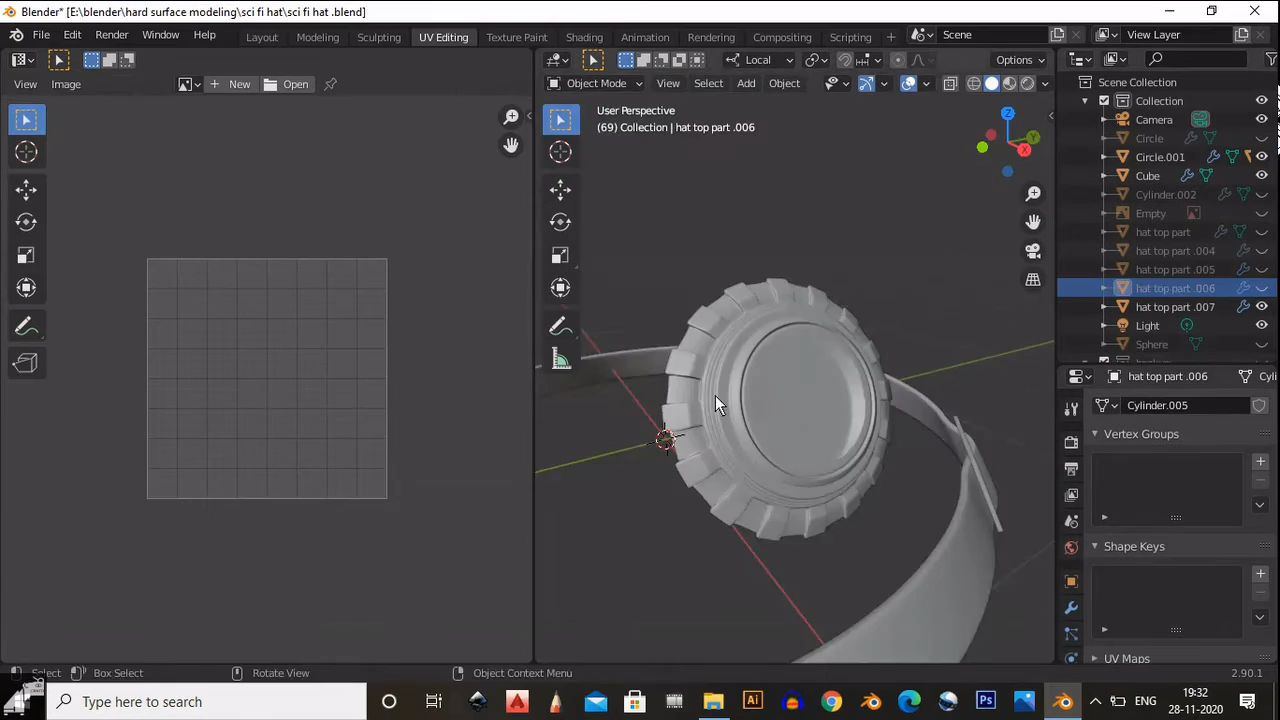 Blender* [E:\blender\hard surface modeling\sci fi hat\sci fi hat .blend]
File Edit Render Window Help Layout Modeling Sculpting UV Editing Texture Paint Shading Animation Rendering Compositing Scripting + Scene View Layer
Local Options
View Image New Open Object Mode View Select Add Object
User Perspective
(69) Collection | hat top part .006
Z
Y
X
Scene Collection
Collection
Camera
Circle
Circle.001
Cube
Cylinder.002
Empty
hat top part
hat top part .004
hat top part .005
hat top part .006
hat top part .007
Light
Sphere
hat top part .006 Cyli
Cylinder.005
Vertex Groups
Shape Keys
UV Maps
Select Box Select Rotate View Object Context Menu 2.90.1
Type here to search
Ai
Ps
ENG
19:32
28-11-2020